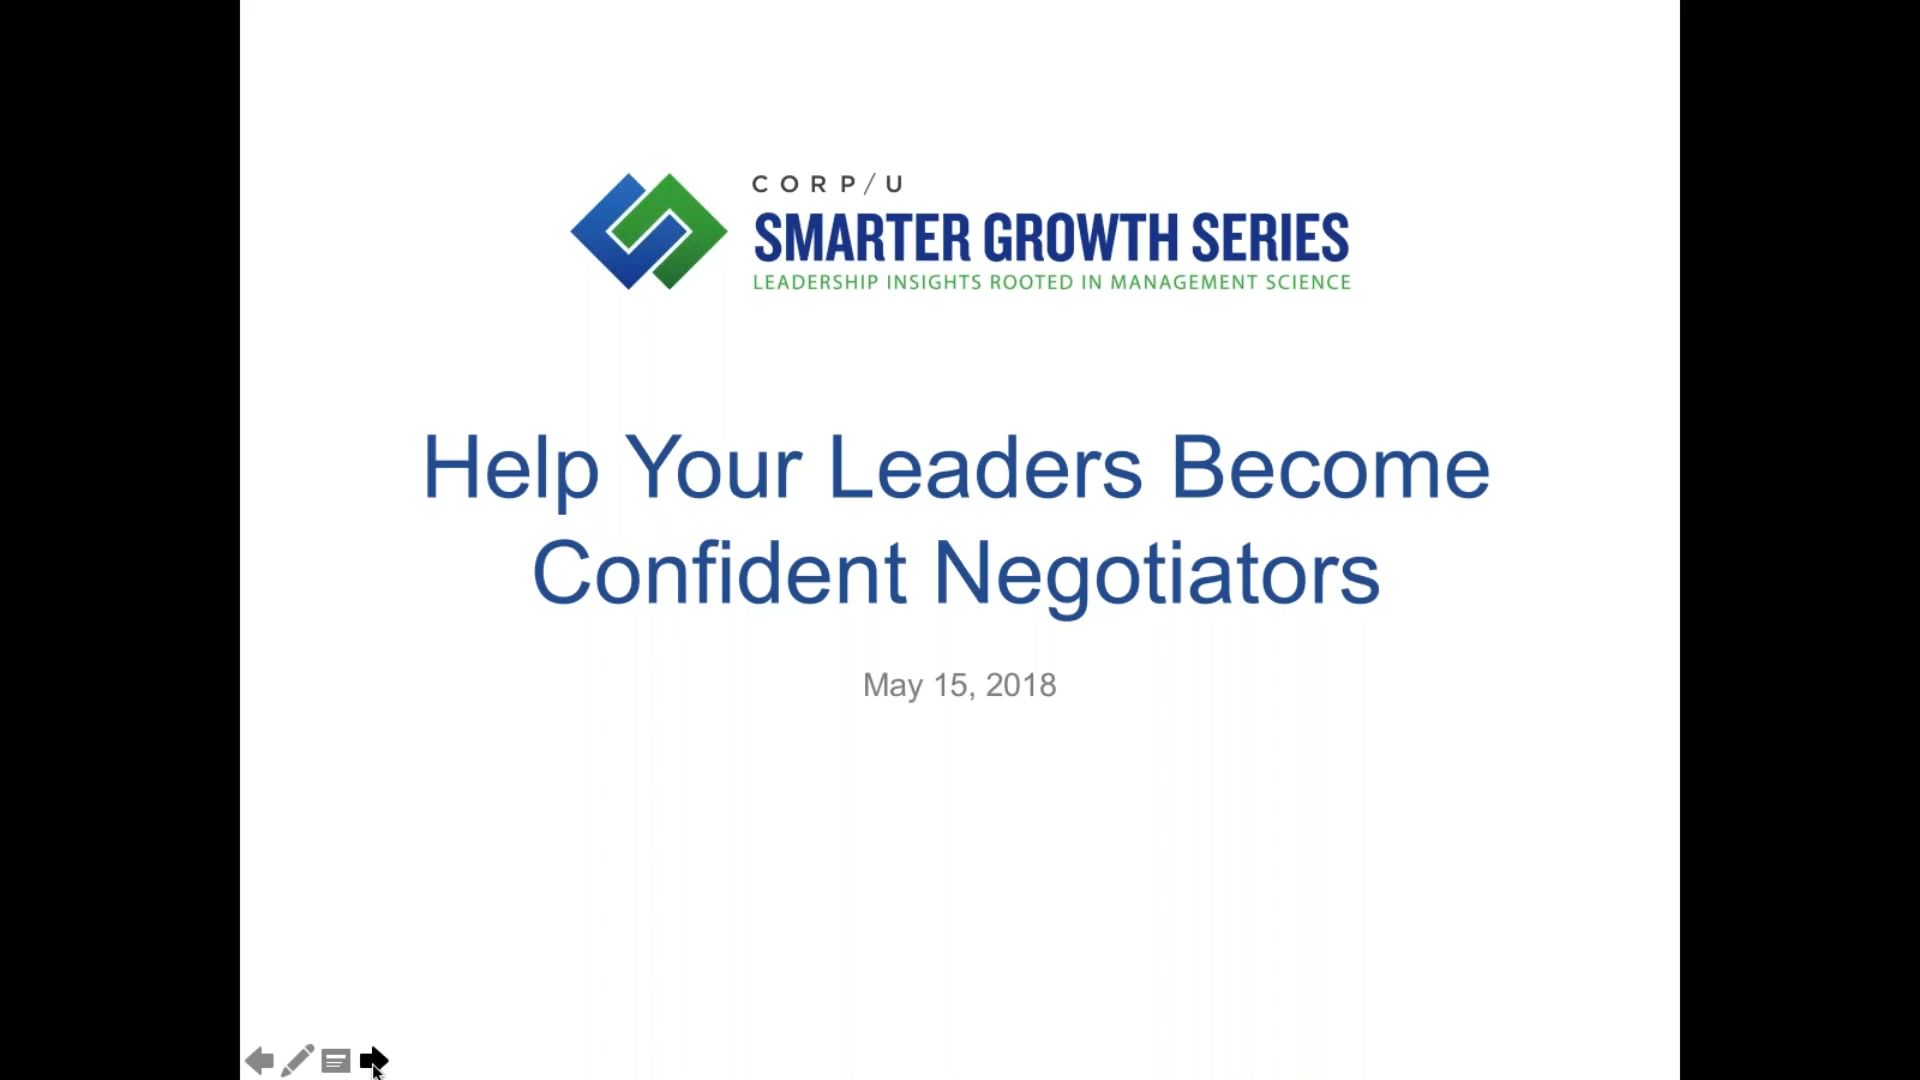 CORP/U
SMARTER GROWTH SERIES
LEADERSHIP INSIGHTS ROOTED IN MANAGEMENT SCIENCE
Help Your Leaders Become
Confident Negotiators
May 15, 2018